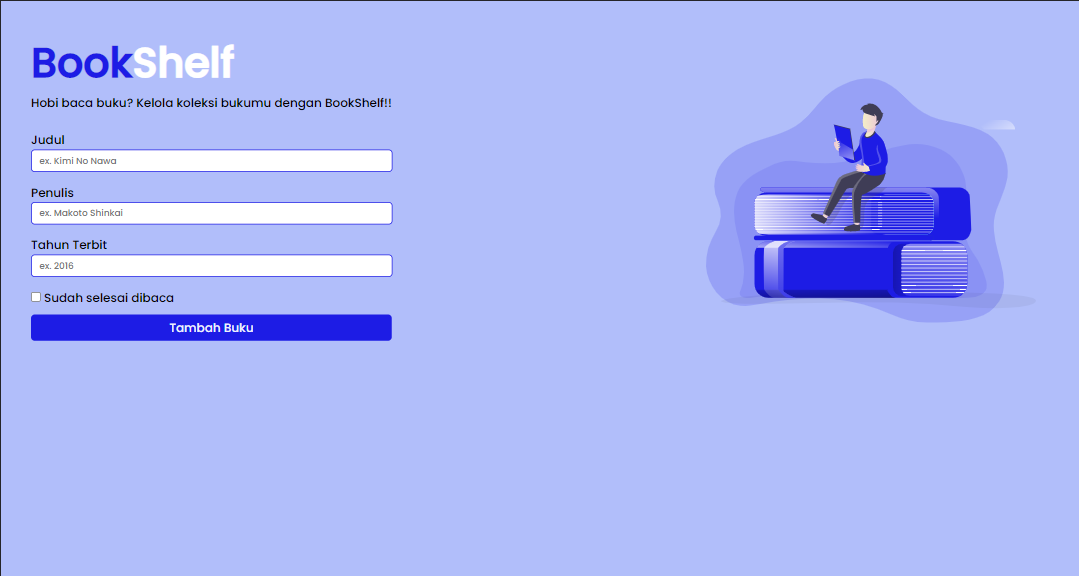 BookShelf
Hobi baca buku? Kelola koleksi bukumu dengan BookShelf!!
Judul
ex. Kimi No Nawa
Penulis
ex. Makoto Shinkai
Tahun Terbit
ex. 2016
Sudah selesai dibaca
Tambah Buku